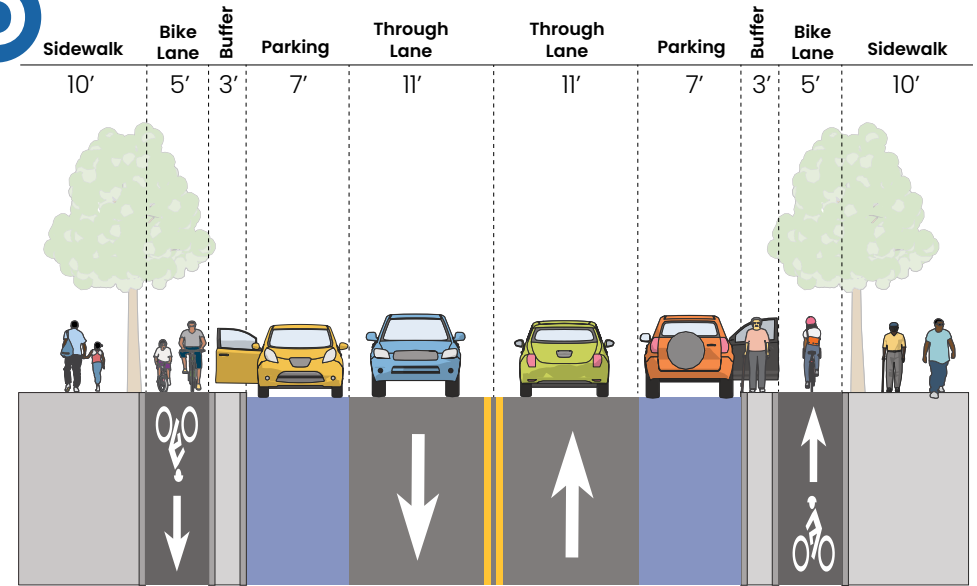 Sidewalk
Bike
Lane
Buffer
Parking
Through
Lane
Through
Lane
Parking
Buffer
Bike
Lane
Sidewalk
10’ 5’ 3’ 7’ 11’ 11’ 7’ 3’ 5’ 10’